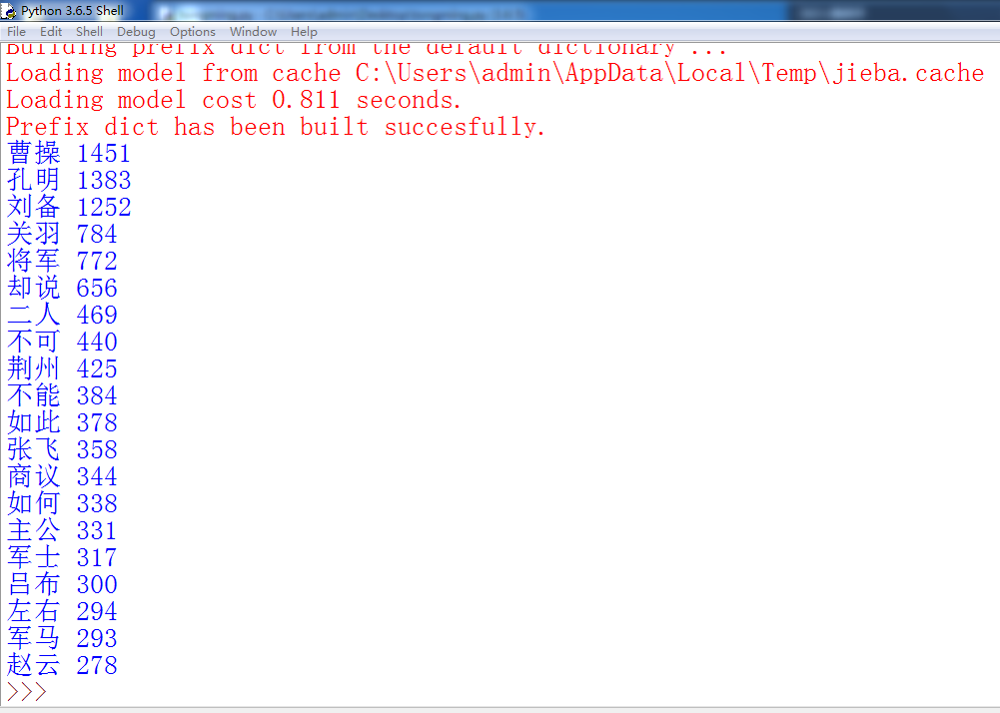 Python 3.6.5 Shell
File Edit Shell Debug Options Window Help
Building prefix dict from the default dictionary ...
Loading model from cache C:\Users\admin\AppData\Local\Temp\jieba.cache
Loading model cost 0.811 seconds.
Prefix dict has been built succesfully.
曹操 1451
孔明 1383
刘备 1252
关羽 784
将军 772
却说 656
二人 469
不可 440
荆州 425
不能 384
如此 378
张飞 358
商议 344
如何 338
主公 331
军士 317
吕布 300
左右 294
军马 293
赵云 278
>>>